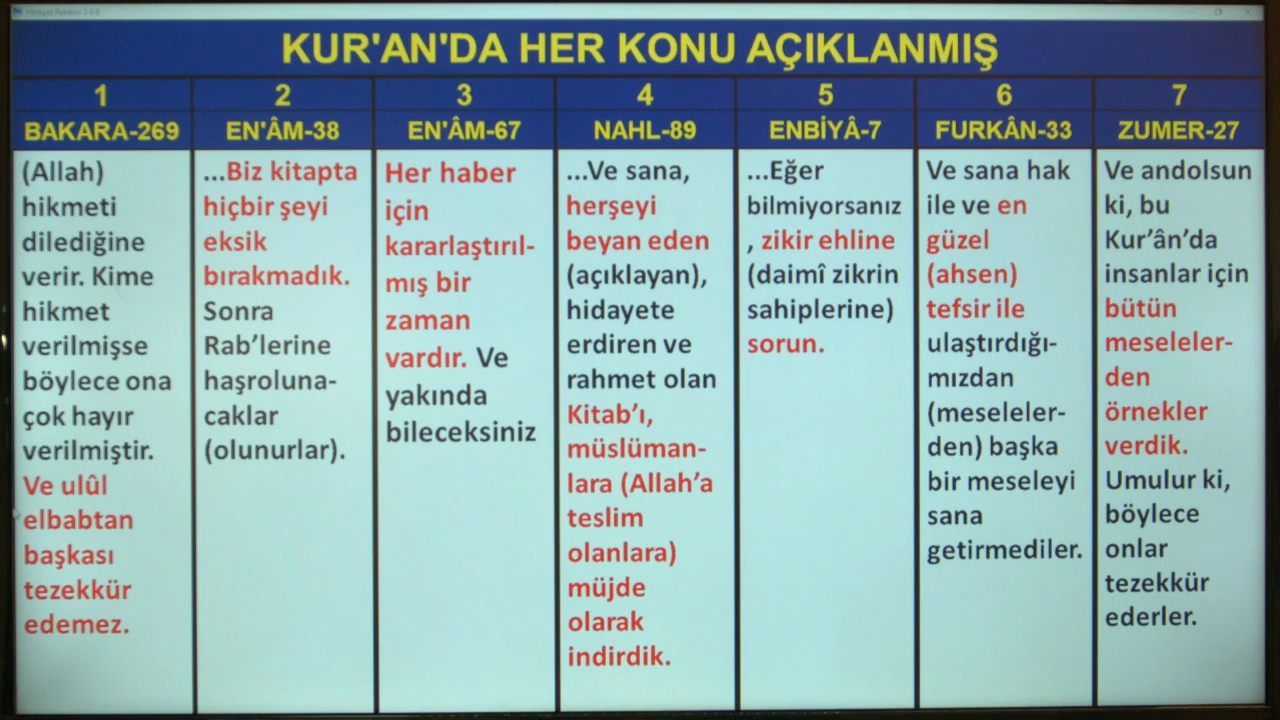 Hidayet Rehberi 2.9.6
KUR'AN'DA HER KONU AÇIKLANMIŞ
1
BAKARA-269
(Allah)
hikmeti
dilediğine
verir. Kime
hikmet
verilmişse
böylece ona
çok hayır
verilmiştir.
Ve ulûl
elbabtan
başkası
tezekkür
edemez.
2
EN'ÂM-38
...Biz kitapta
hiçbir şeyi
eksik
bırakmadık.
Sonra
Rab’lerine
haşroluna-
caklar
(olunurlar).
3
EN'ÂM-67
Her haber
için
kararlaştırıl-
mış bir
zaman
vardır. Ve
yakında
bileceksiniz
4
NAHL-89
...Ve sana,
herşeyi
beyan eden
(açıklayan),
hidayete
erdiren ve
rahmet olan
Kitab’ı,
müslüman-
lara (Allah’a
teslim
olanlara)
müjde
olarak
indirdik.
5
ENBİYÂ-7
...Eğer
bilmiyorsanız
, zikir ehline
(daimî zikrin
sahiplerine)
sorun.
6
FURKÂN-33
Ve sana hak
ile ve en
güzel
(ahsen)
tefsir ile
ulaştırdığı-
mızdan
(meseleler-
den) başka
bir meseleyi
sana
getirmediler.
7
ZUMER-27
Ve andolsun
ki, bu
Kur’ân’da
insanlar için
bütün
meseleler-
den
örnekler
verdik.
Umulur ki,
böylece
onlar
tezekkür
ederler.